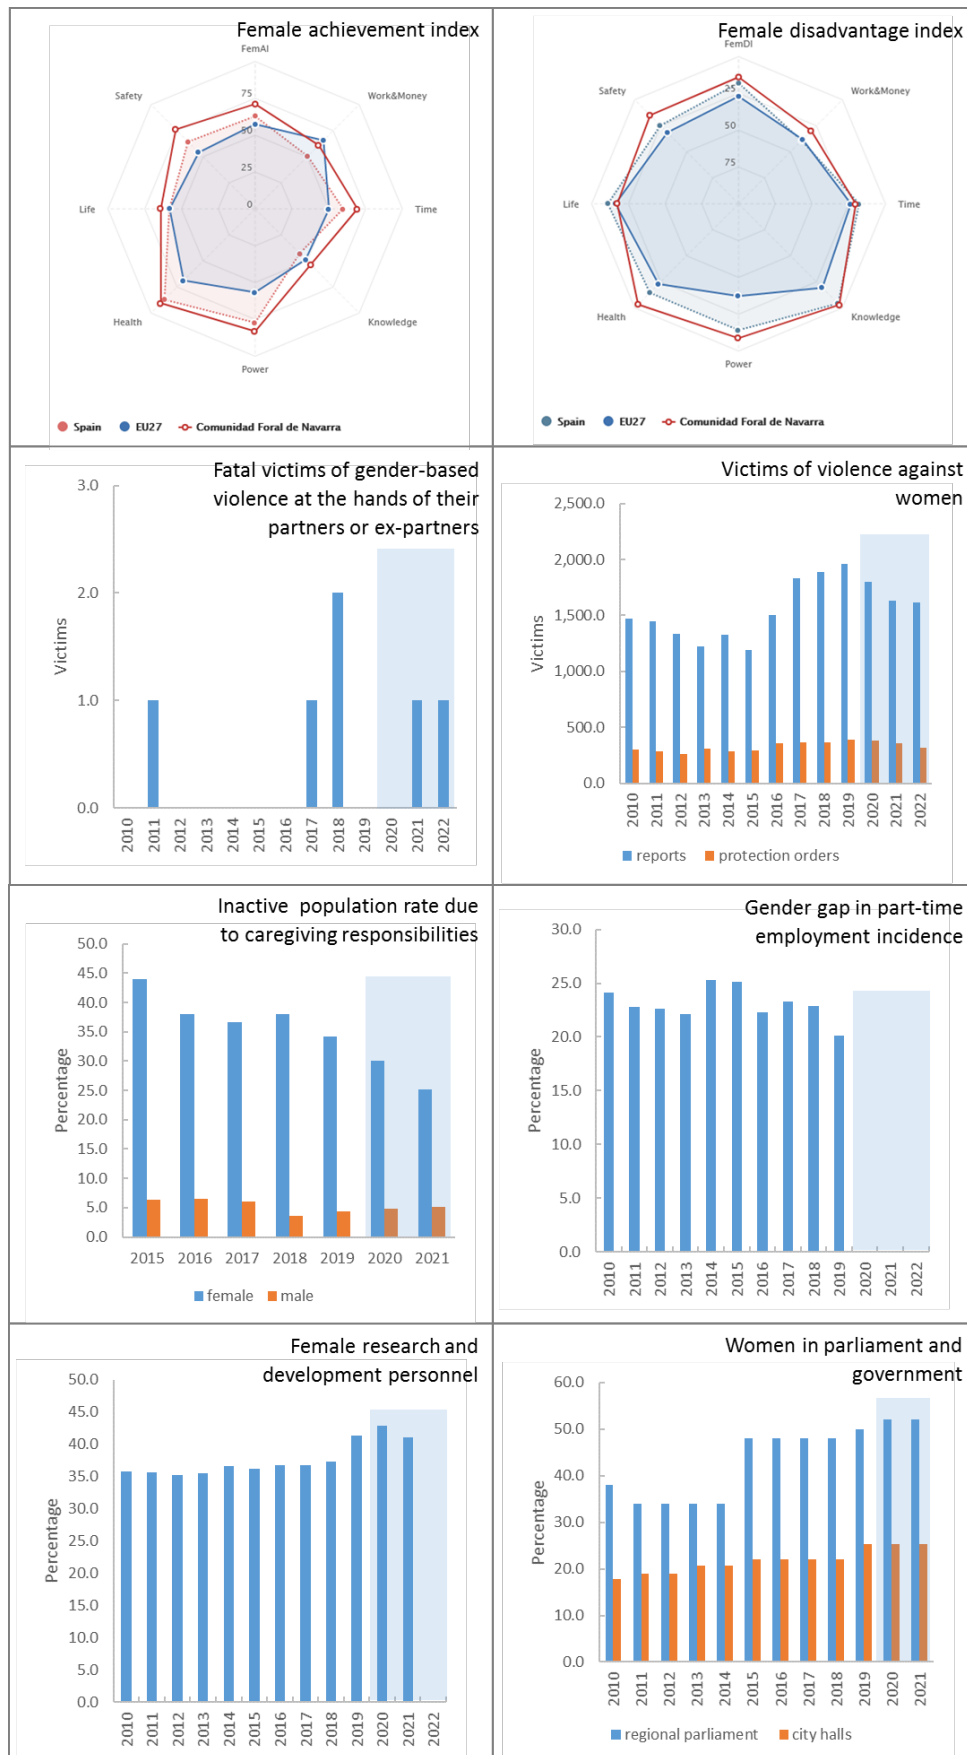 Female achievement index
FemAI
Safety
Work&Money
75
50
25
0
Life
Time
Health
Knowledge
Power
Spain
EU27
Comunidad Foral de Navarra
Female disadvantage index
FemDI
Safety
Work&Money
25
50
75
Life
Time
Health
Knowledge
Power
Spain
EU27
Comunidad Foral de Navarra
Fatal victims of gender-based
violence at the hands of their
partners or ex-partners
3.0
2.0
1.0
0.0
Victims
2010
2011
2012
2013
2014
2015
2016
2017
2018
2019
2020
2021
2022
Victims of violence against
women
2,500.0
2,000.0
1,500.0
1,000.0
500.0
0.0
Victims
2010
2011
2012
2013
2014
2015
2016
2017
2018
2019
2020
2021
2022
reports
protection orders
Inactive population rate due
to caregiving responsibilities
50.0
45.0
40.0
35.0
30.0
25.0
20.0
15.0
10.0
5.0
0.0
Percentage
2015
2016
2017
2018
2019
2020
2021
female
male
Gender gap in part-time
employment incidence
30.0
25.0
20.0
15.0
10.0
5.0
0.0
Percentage
2010
2011
2012
2013
2014
2015
2016
2017
2018
2019
2020
2021
2022
Female research and
development personnel
50.0
45.0
40.0
35.0
30.0
25.0
20.0
15.0
10.0
5.0
0.0
Percentage
2010
2011
2012
2013
2014
2015
2016
2017
2018
2019
2020
2021
2022
Women in parliament and
government
60.0
50.0
40.0
30.0
20.0
10.0
0.0
Percentage
2010
2011
2012
2013
2014
2015
2016
2017
2018
2019
2020
2021
regional parliament
city halls